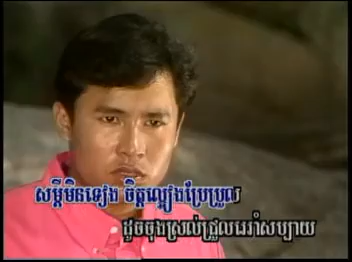 សម្ដីមិនទៀង ចិត្តល្អៀងប្រែប្រួល
ដូចចុងស្រល់ជ្រួលរេរាំសប្បាយ